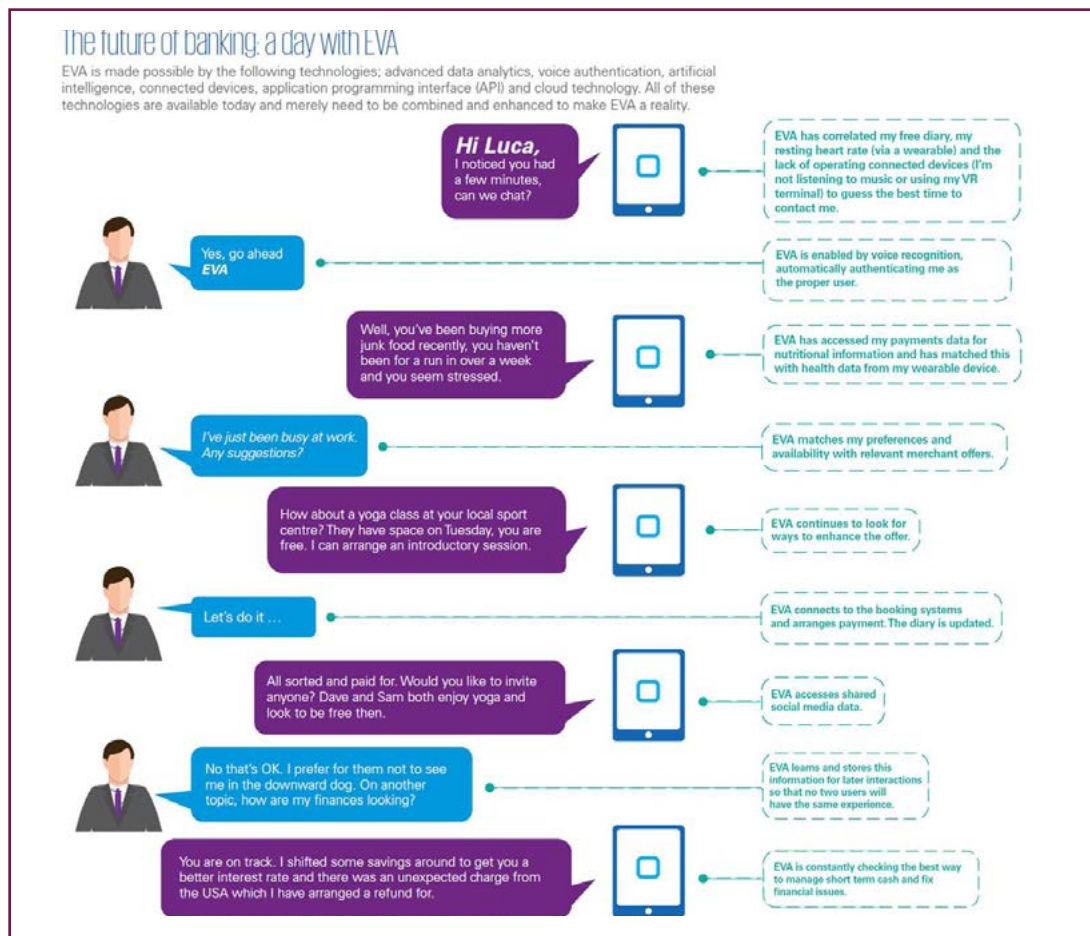 The future of banking: a day with EVA
EVA is made possible by the following technologies; advanced data analytics, voice authentication, artificial
intelligence, connected devices, application programming interface (API) and cloud technology. All of these
technologies are available today and merely need to be combined and enhanced to make EVA a reality.
Hi Luca,
I noticed you had
a few minutes,
can we chat?
EVA has correlated my free diary, my
resting heart rate (via a wearable) and the
lack of operating connected devices (I'm
not listening to music or using my VR
terminal) to guess the best time to
contact me.
Yes, go ahead
EVA
EVA is enabled by voice recognition,
automatically authenticating me as
the proper user.
Well, you've been buying more
junk food recently, you haven't
been for a run in over a week
and you seem stressed.
EVA has accessed my payments data for
nutritional information and has matched this
with health data from my wearable device.
I've just been busy at work.
Any suggestions?
EVA matches my preferences and
availability with relevant merchant offers.
How about a yoga class at your local sport
centre? They have space on Tuesday, you are
free. I can arrange an introductory session.
EVA continues to look for
ways to enhance the offer.
Let's do it ...
EVA connects to the booking systems
and arranges payment. The diary is updated.
All sorted and paid for. Would you like to invite
anyone? Dave and Sam both enjoy yoga and
look to be free then.
EVA accesses shared
social media data.
No that's OK. I prefer for them not to see
me in the downward dog. On another
topic, how are my finances looking?
EVA learns and stores this
information for later interactions
so that no two users will
have the same experience.
You are on track. I shifted some savings around to get you a
better interest rate and there was an unexpected charge from
the USA which I have arranged a refund for.
EVA is constantly checking the best way
to manage short term cash and fix
financial issues.